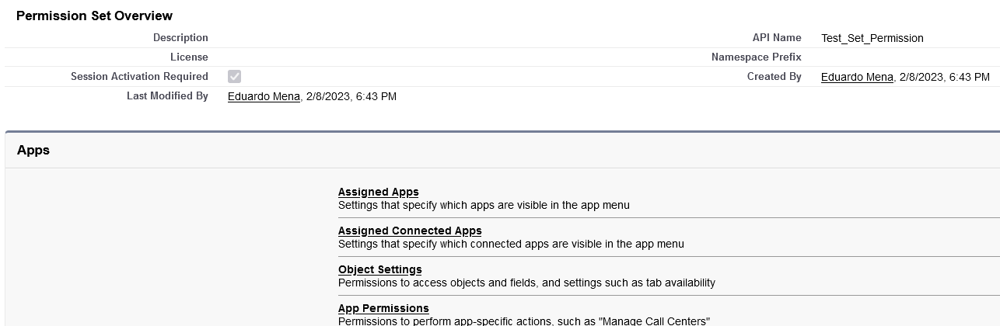 Permission Set Overview
Description API Name Test_Set_Permission
License Namespace Prefix
Session Activation Required Created By Eduardo Mena, 2/8/2023, 6:43 PM
Last Modified By Eduardo Mena, 2/8/2023, 6:43 PM
Apps
Assigned Apps
Settings that specify which apps are visible in the app menu
Assigned Connected Apps
Settings that specify which connected apps are visible in the app menu
Object Settings
Permissions to access objects and fields, and settings such as tab availability
App Permissions
Permissions to perform app-specific actions, such as "Manage Call Centers"